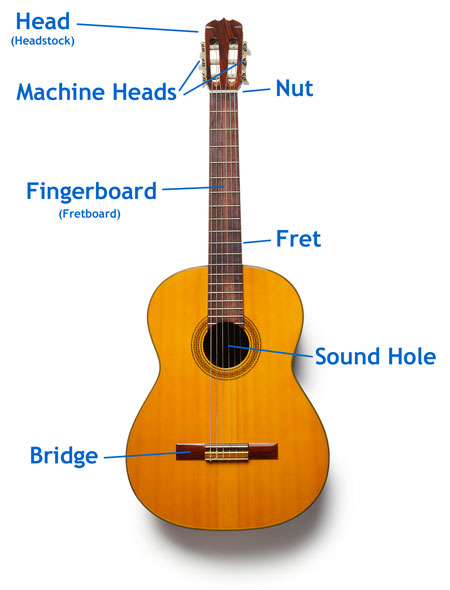 Head
(Headstock)
Machine Heads
Nut
Fingerboard
(Fretboard)
Fret
Sound Hole
Bridge